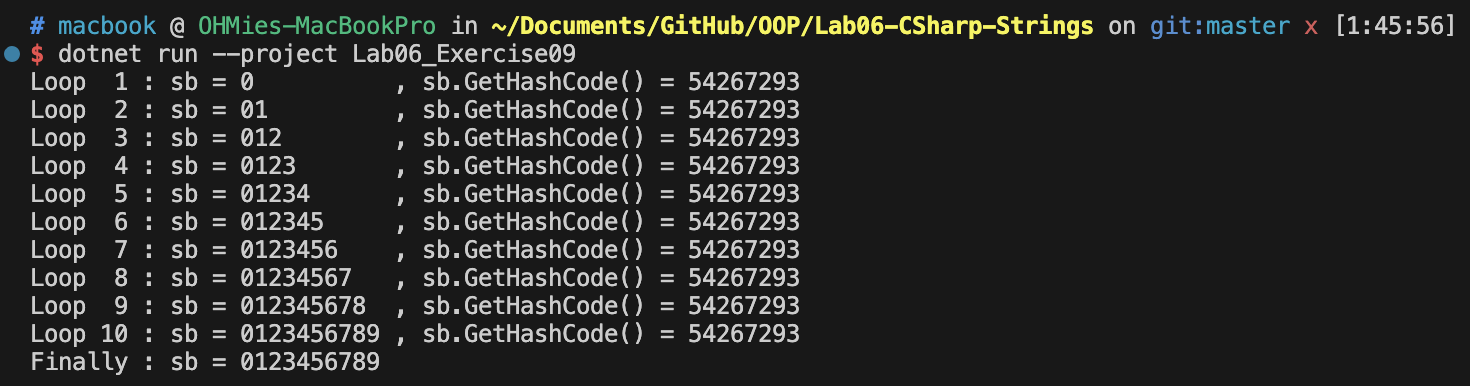 # macbook @ OHMies-MacBookPro in ~/Documents/GitHub/OOP/Lab06-CSharp-Strings on git:master x [1:45:56]
$ dotnet run --project Lab06_Exercise09
Loop  1 : sb = 0          , sb.GetHashCode() = 54267293
Loop  2 : sb = 01         , sb.GetHashCode() = 54267293
Loop  3 : sb = 012        , sb.GetHashCode() = 54267293
Loop  4 : sb = 0123       , sb.GetHashCode() = 54267293
Loop  5 : sb = 01234      , sb.GetHashCode() = 54267293
Loop  6 : sb = 012345     , sb.GetHashCode() = 54267293
Loop  7 : sb = 0123456    , sb.GetHashCode() = 54267293
Loop  8 : sb = 01234567   , sb.GetHashCode() = 54267293
Loop  9 : sb = 012345678  , sb.GetHashCode() = 54267293
Loop 10 : sb = 0123456789 , sb.GetHashCode() = 54267293
Finally : sb = 0123456789